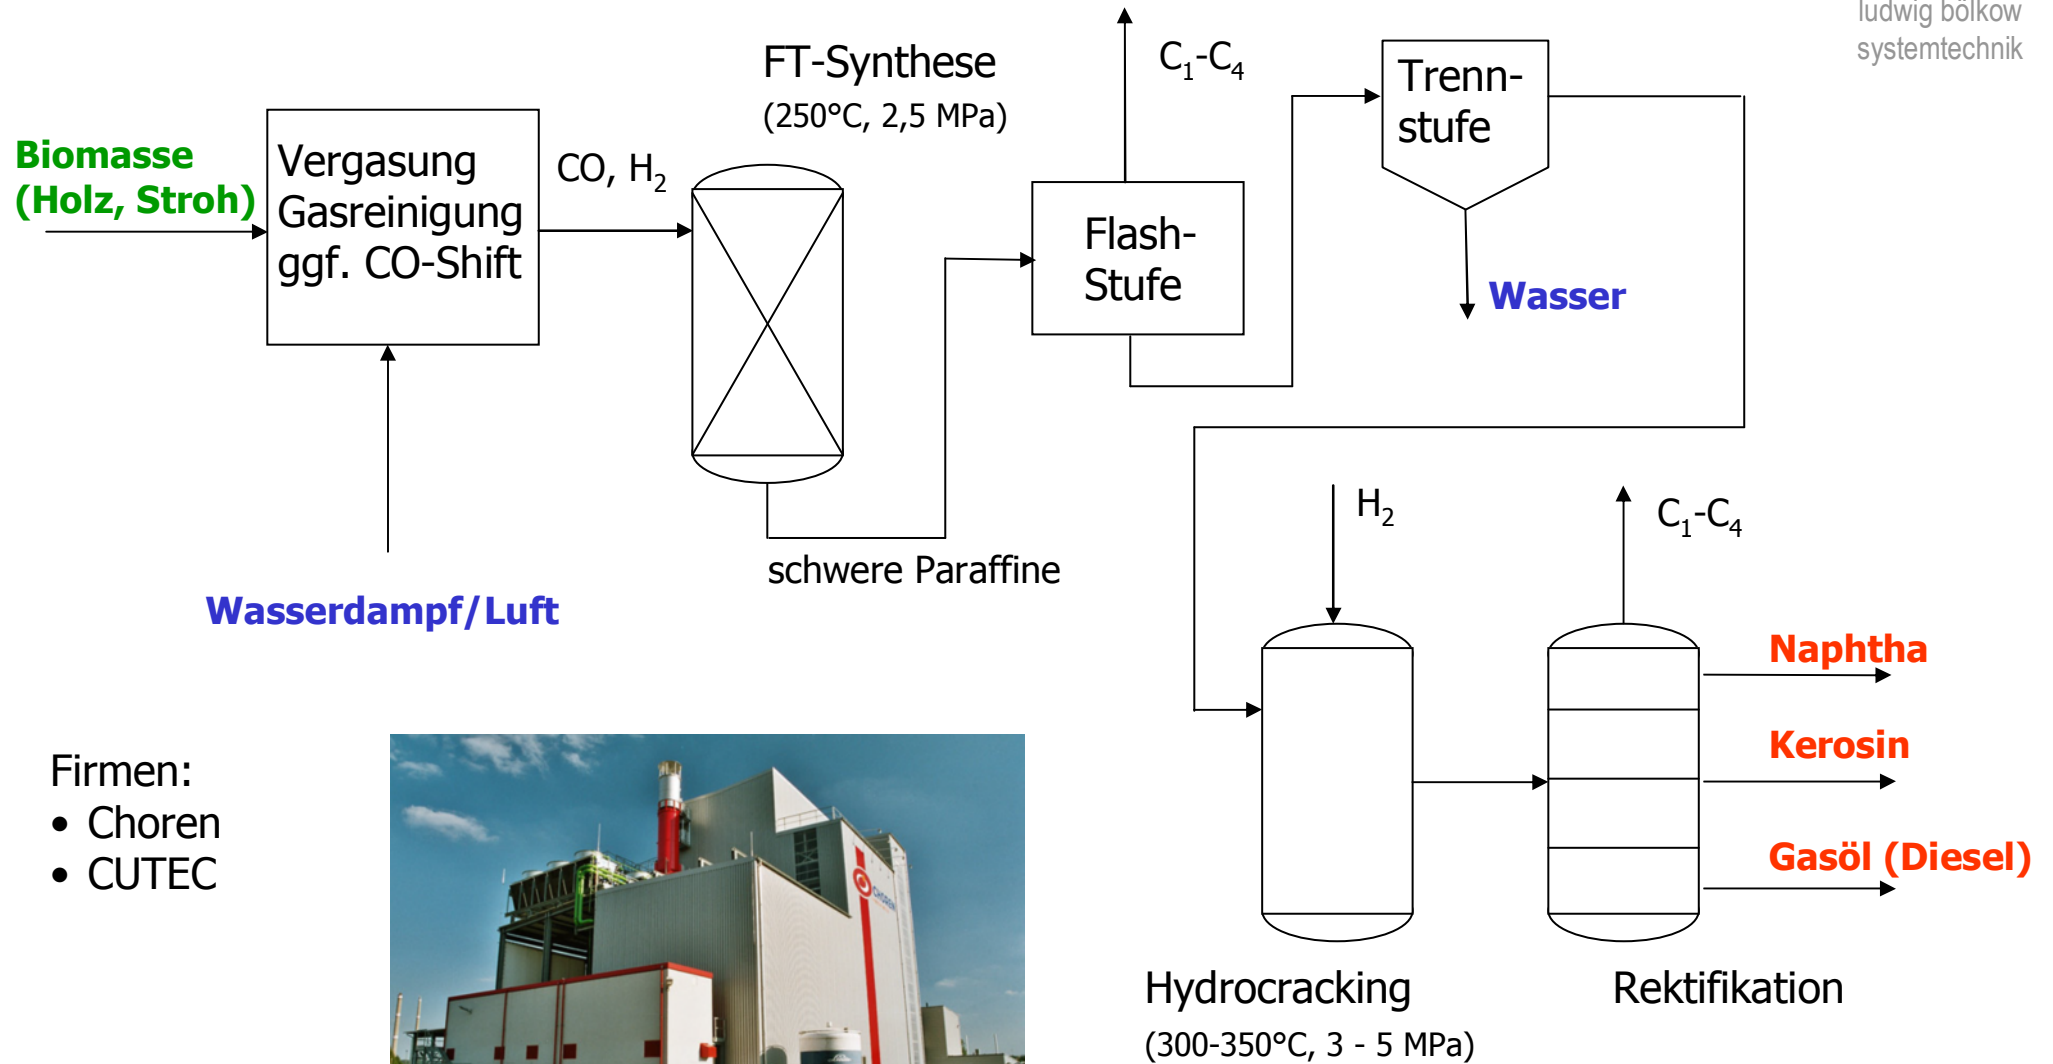 ludwig bölkow
systemtechnik
FT-Synthese
(250°C, 2,5 MPa)
C₁-C₄
Trenn-
stufe
Biomasse
(Holz, Stroh)
Vergasung
Gasreinigung
ggf. CO-Shift
CO, H₂
Flash-
Stufe
Wasser
schwere Paraffine
Wasserdampf/Luft
H₂
C₁-C₄
Naphtha
Kerosin
Gasöl (Diesel)
Firmen:
• Choren
• CUTEC
CHOREN
Hydrocracking
(300-350°C, 3 - 5 MPa)
Rektifikation